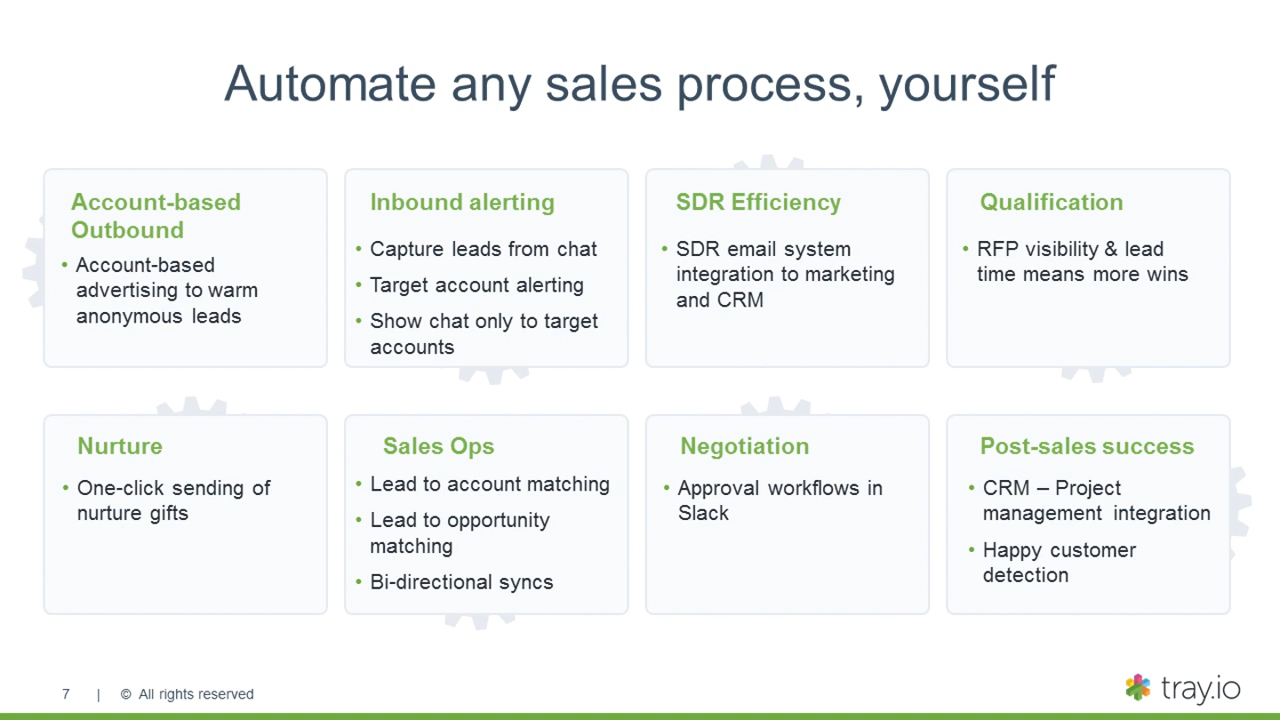 Automate any sales process, yourself
Account-based
Outbound
• Account-based
advertising to warm
anonymous leads
Inbound alerting
• Capture leads from chat
• Target account alerting
• Show chat only to target
accounts
SDR Efficiency
• SDR email system
integration to marketing
and CRM
Qualification
• RFP visibility & lead
time means more wins
Nurture
• One-click sending of
nurture gifts
Sales Ops
• Lead to account matching
• Lead to opportunity
matching
• Bi-directional syncs
Negotiation
• Approval workflows in
Slack
Post-sales success
• CRM – Project
management integration
• Happy customer
detection
7 | © All rights reserved
tray.io